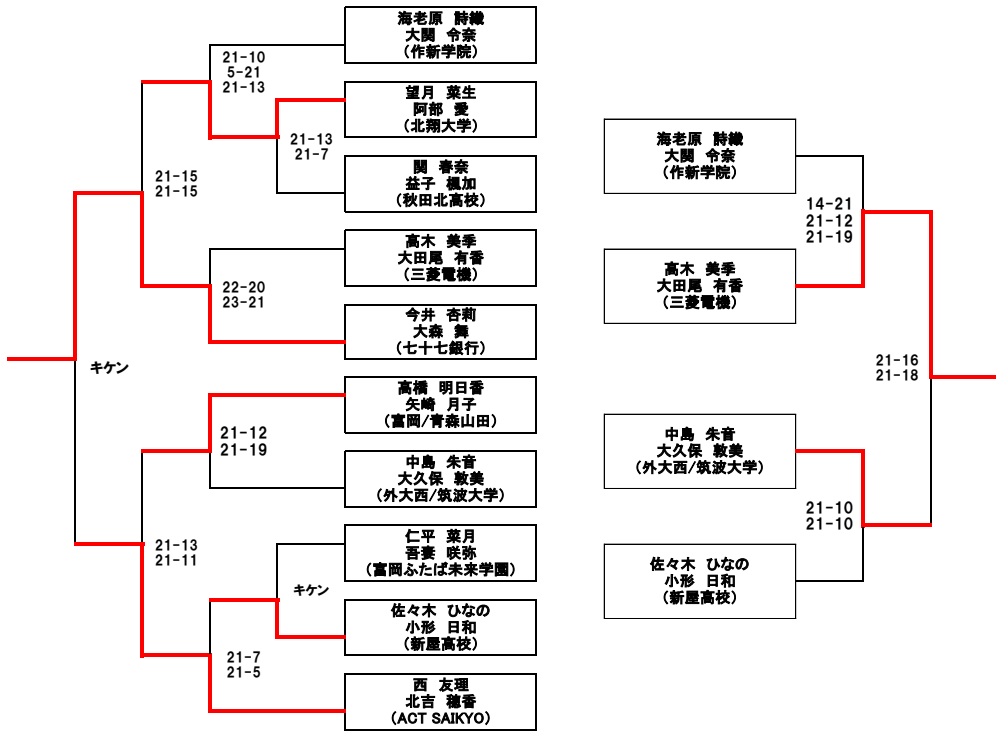 海老原 詩織
大関 令奈
(作新学院)
21-10
5-21
21-13
望月 菜生
阿部 愛
(北翔大学)
21-13
21-7
関 春奈
益子 楓加
(秋田北高校)
21-15
21-15
高木 美季
大田尾 有香
(三菱電機)
22-20
23-21
今井 杏莉
大森 舞
(七十七銀行)
キケン
高橋 明日香
矢崎 月子
(富岡/青森山田)
21-12
21-19
中島 朱音
大久保 敦美
(外大西/筑波大学)
21-13
21-11
仁平 菜月
吾妻 咲弥
(富岡ふたば未来学園)
キケン
佐々木 ひなの
小形 日和
(新屋高校)
21-7
21-5
西 友理
北吉 穂香
(ACT SAIKYO)
海老原 詩織
大関 令奈
(作新学院)
14-21
21-12
21-19
高木 美季
大田尾 有香
(三菱電機)
21-16
21-18
中島 朱音
大久保 敦美
(外大西/筑波大学)
21-10
21-10
佐々木 ひなの
小形 日和
(新屋高校)